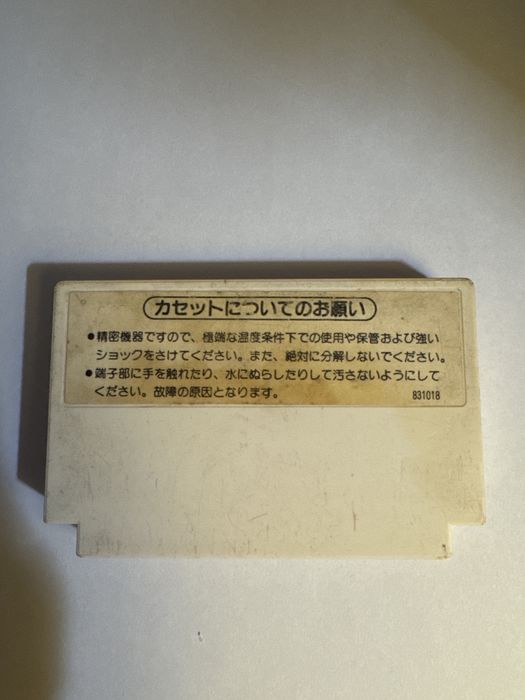 カセットについてのお願い
●精密機器ですので、極端な温度条件下での使用や保管および強い
ショックをさけてください。また、絶対に分解しないでください。
●端子部に手を触れたり、水にぬらしたりして汚さないようにして
ください。故障の原因となります。
831018